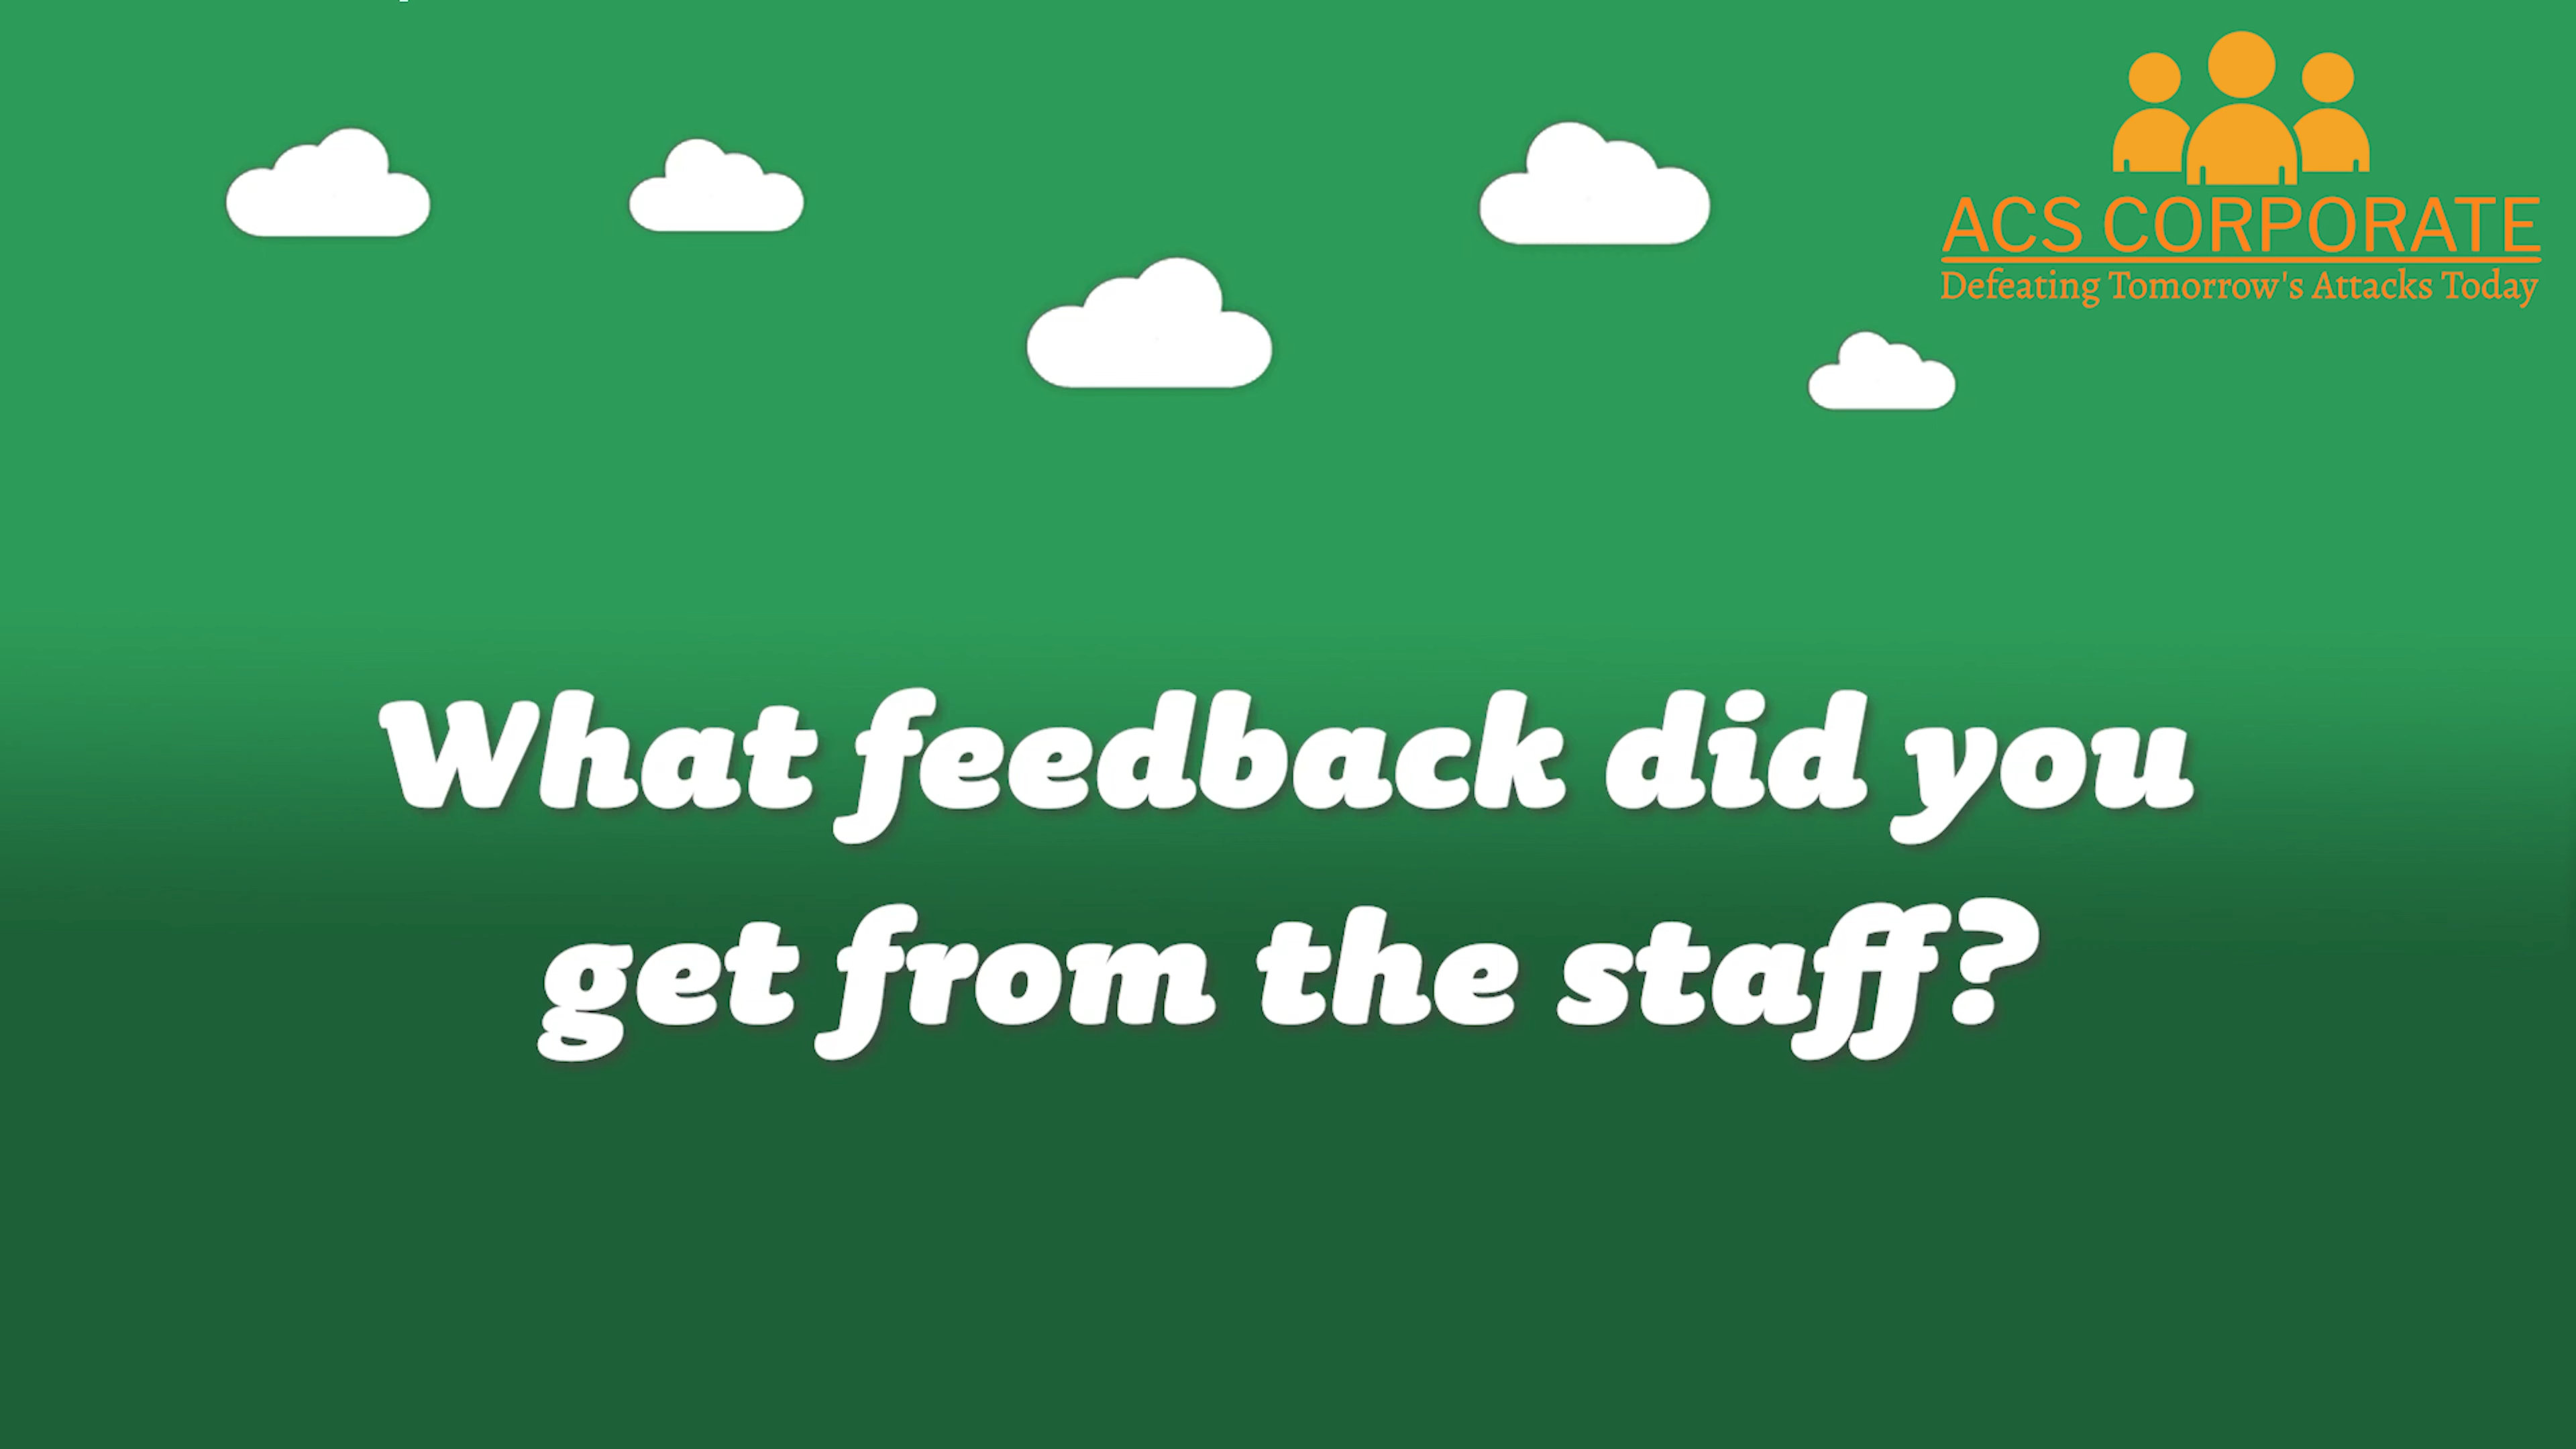 ACS CORPORATE
Defeating Tomorrow's Attacks Today
What feedback did you
get from the staff?